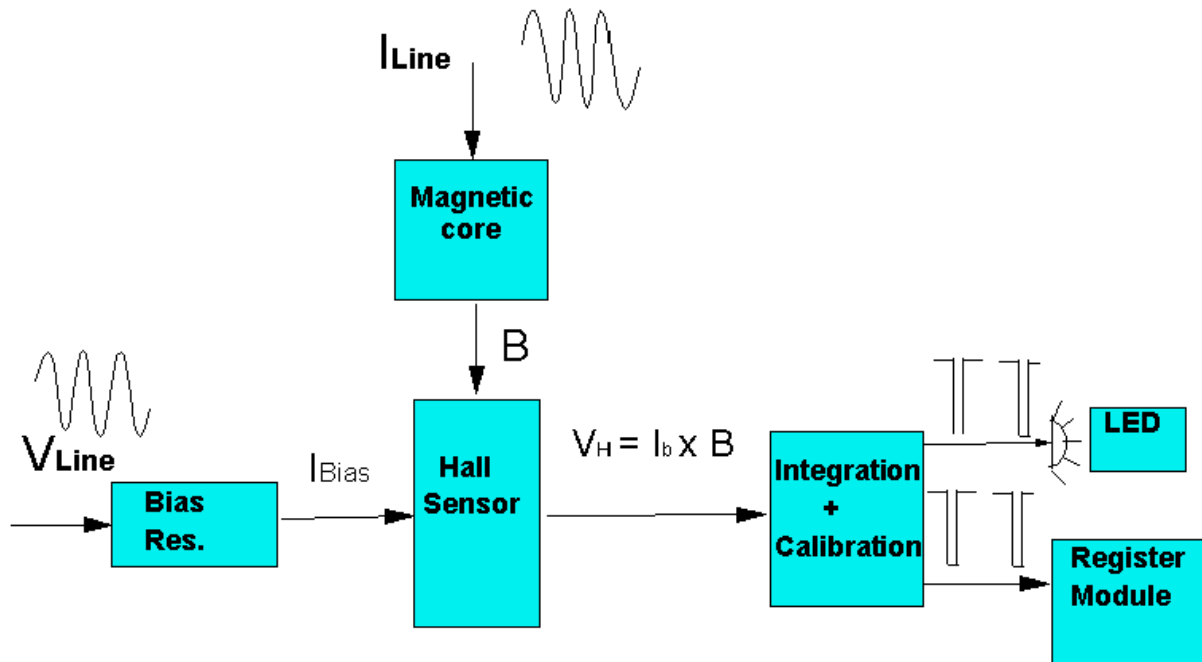 ILine
Magnetic
core
B
VLine
Bias
Res.
IBias
Hall
Sensor
VH = Ib x B
Integration
+
Calibration
LED
Register
Module